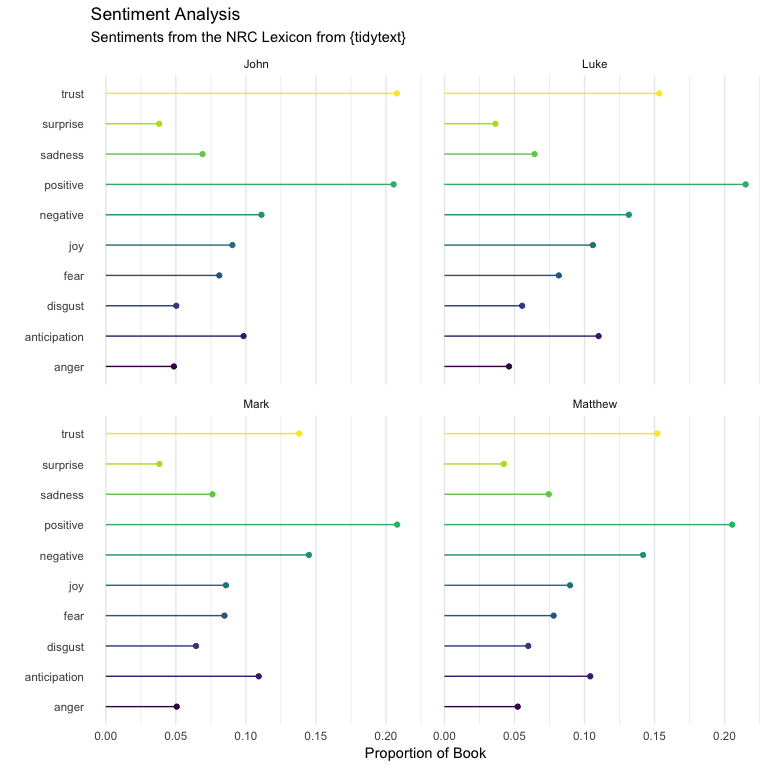 Sentiment Analysis
Sentiments from the NRC Lexicon from {tidytext}
John
Luke
trust
surprise
sadness
positive
negative
joy
fear
disgust
anticipation
anger
Mark
Matthew
trust
surprise
sadness
positive
negative
joy
fear
disgust
anticipation
anger
0.00 0.05 0.10 0.15 0.20 0.00 0.05 0.10 0.15 0.20
Proportion of Book